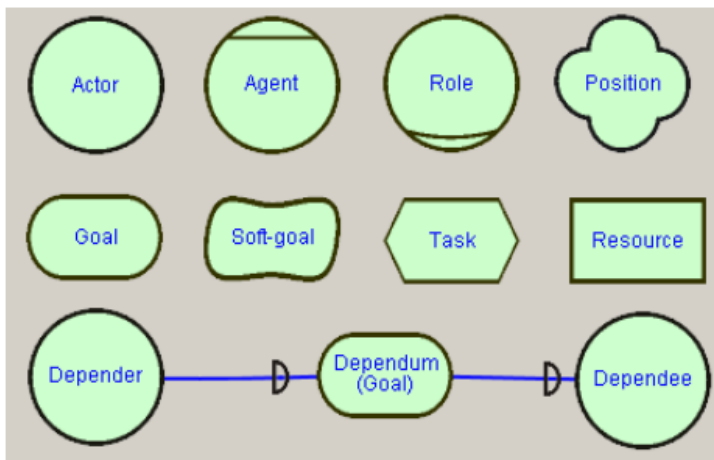 Actor
Agent
Role
Position
Goal
Soft-goal
Task
Resource
Depender
Dependum
(Goal)
Dependee